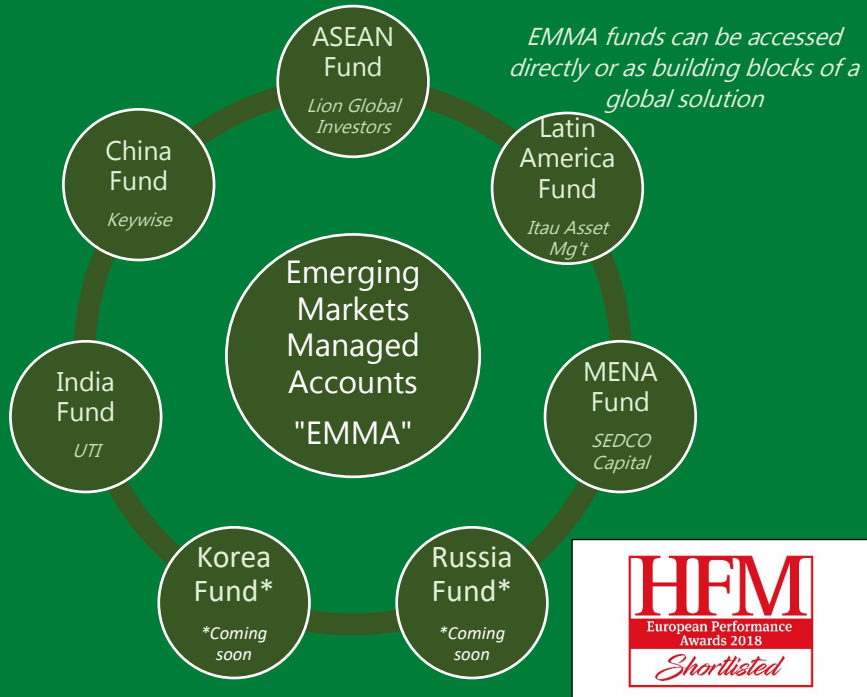 ASEAN
Fund
Lion Global
Investors
EMMA funds can be accessed
directly or as building blocks of a
global solution
Latin
America
Fund
Itau Asset
Mg't
China
Fund
Keywise
Emerging
Markets
Managed
Accounts
"EMMA"
MENA
Fund
SEDCO
Capital
India
Fund
UTI
Korea
Fund*
*Coming
soon
Russia
Fund*
*Coming
soon
HFM
European Performance
Awards 2018
Shortlisted